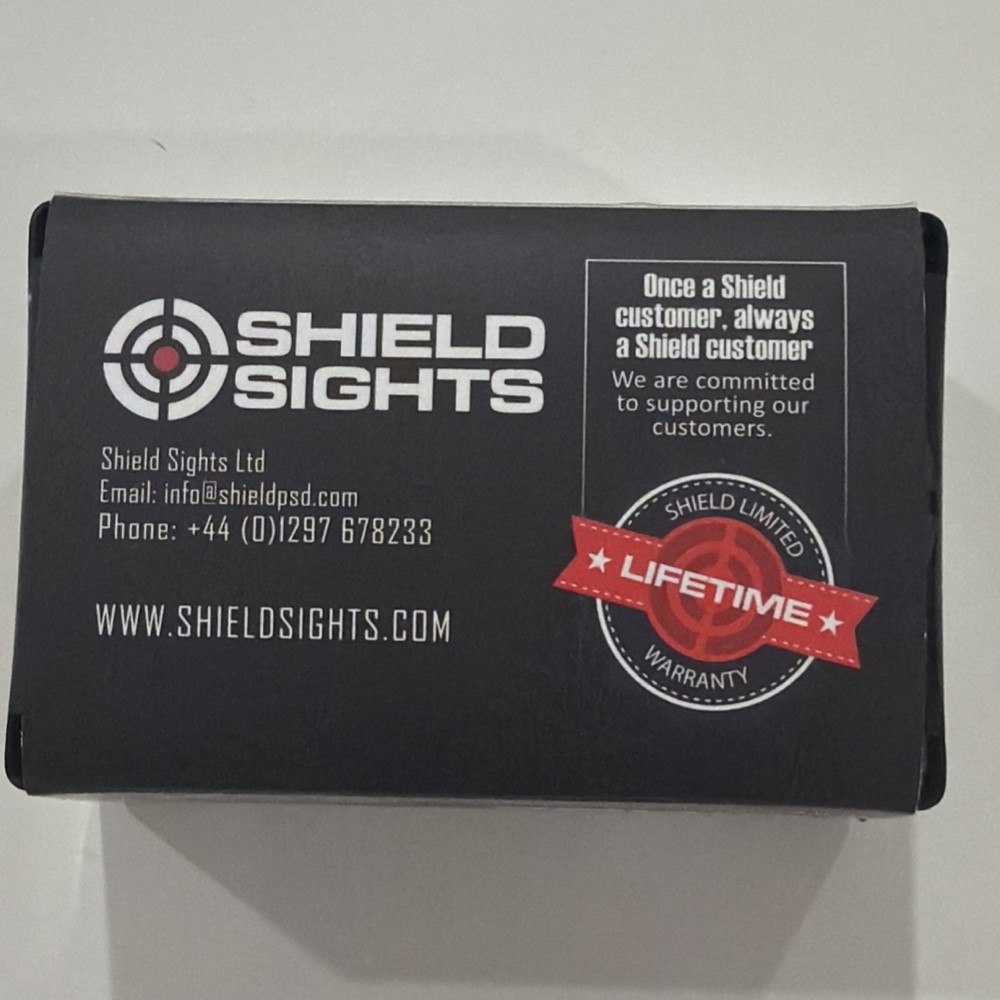 SHIELD
SIGHTS
Shield Sights Ltd
Email: info@shieldpsd.com
Phone: +44 (0)1297 678233
WWW.SHIELDSIGHTS.COM
Once a Shield
customer, always
a Shield customer
We are committed
to supporting our
customers.
SHIELD LIMITED
LIFETIME
WARRANTY